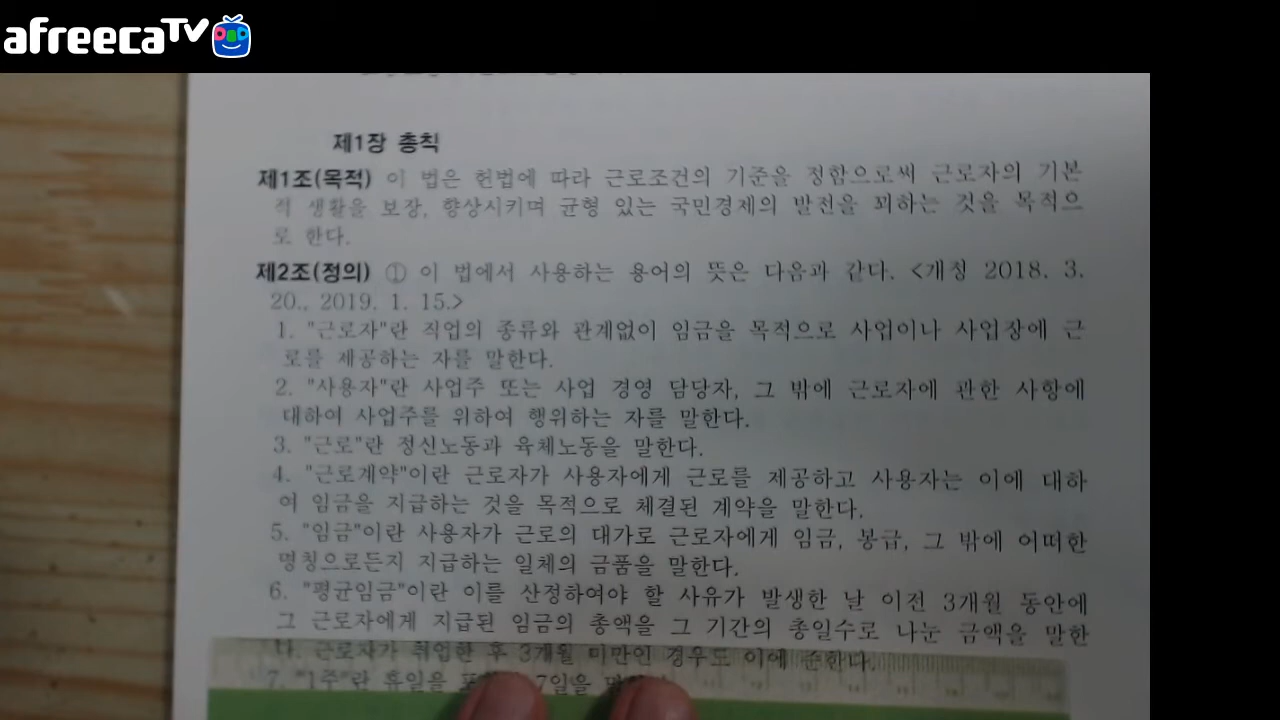 afreecaTV
제1장 총칙
제1조(목적) 이 법은 헌법에 따라 근로조건의 기준을 정함으로써 근로자의 기본
적 생활을 보장, 향상시키며 균형 있는 국민경제의 발전을 꾀하는 것을 목적으
로 한다.
제2조(정의) ① 이 법에서 사용하는 용어의 뜻은 다음과 같다. <개정 2018. 3.
20., 2019. 1. 15.>
1. "근로자"란 직업의 종류와 관계없이 임금을 목적으로 사업이나 사업장에 근
로를 제공하는 자를 말한다.
2. "사용자"란 사업주 또는 사업 경영 담당자, 그 밖에 근로자에 관한 사항에
대하여 사업주를 위하여 행위하는 자를 말한다.
3. "근로"란 정신노동과 육체노동을 말한다.
4. "근로계약"이란 근로자가 사용자에게 근로를 제공하고 사용자는 이에 대하
여 임금을 지급하는 것을 목적으로 체결된 계약을 말한다.
5. "임금"이란 사용자가 근로의 대가로 근로자에게 임금, 봉급, 그 밖에 어떠한
명칭으로든지 지급하는 일체의 금품을 말한다.
6. "평균임금"이란 이를 산정하여야 할 사유가 발생한 날 이전 3개월 동안에
그 근로자에게 지급된 임금의 총액을 그 기간의 총일수로 나눈 금액을 말한
다. 근로자가 취업한 후 3개월 미만인 경우도 이에 준한다.
7. "1주"란 휴일을 7일을